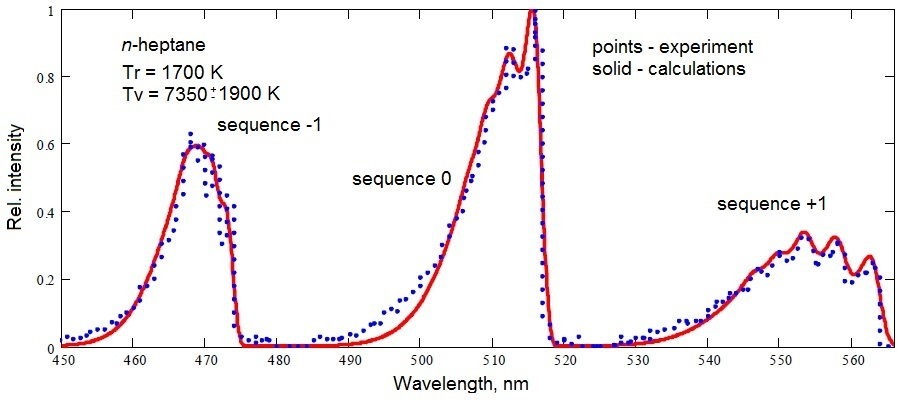 n-heptane
Tr = 1700 K
Tv = 7350±1900 K
points - experiment
solid - calculations
sequence -1
sequence 0
sequence +1
Rel. intensity
1
0.8
0.6
0.4
0.2
0
450 460 470 480 490 500 510 520 530 540 550 560
Wavelength, nm